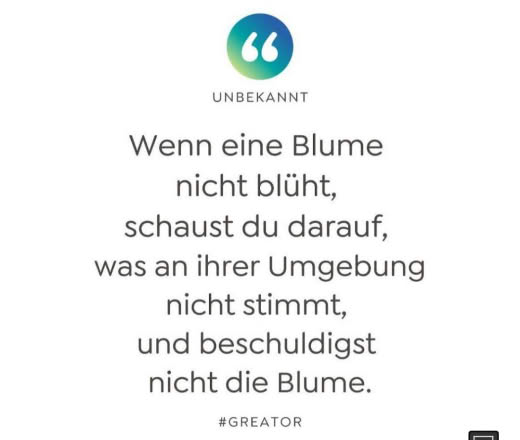 UNBEKANNT
Wenn eine Blume
nicht blüht,
schaust du darauf,
was an ihrer Umgebung
nicht stimmt,
und beschuldigst
nicht die Blume.
#GREATOR